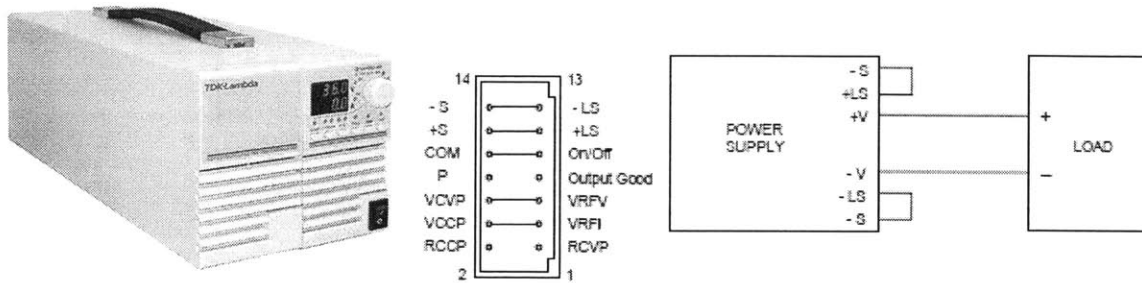 TDK-Lambda
36.0
0.0
14 13
- S - LS
+S +LS
COM On/Off
P Output Good
VCVP VRFV
VCCP VRFI
RCCP RCVP
2 1
POWER
SUPPLY
- S
+LS
+V
- V
- LS
- S
+
LOAD
–